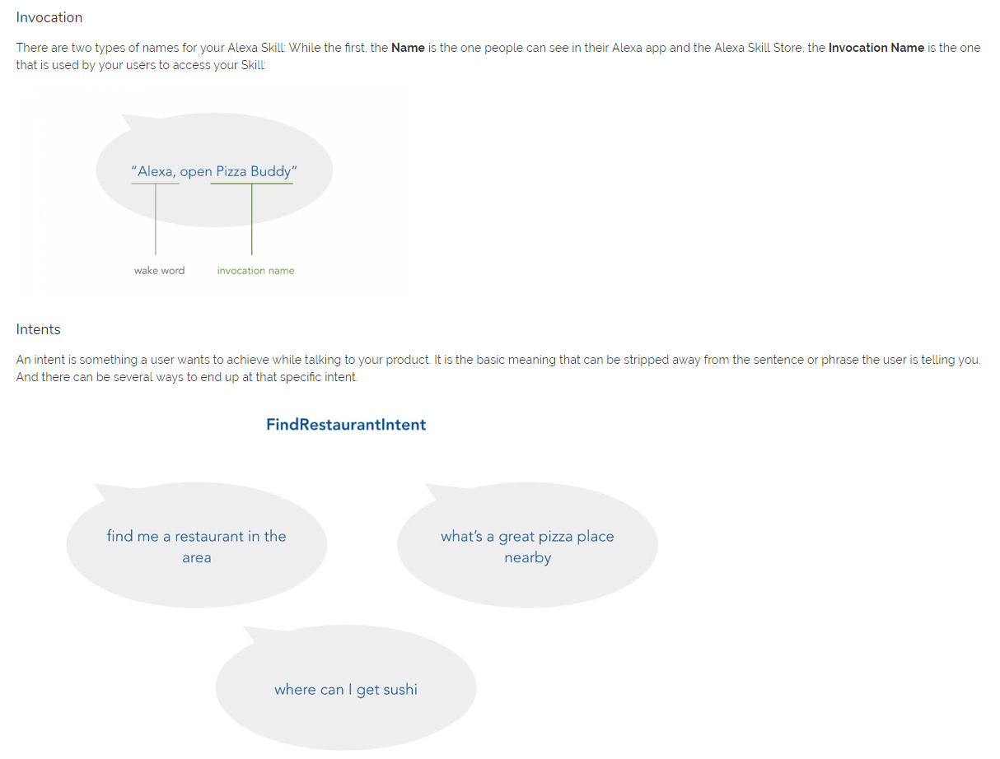 Invocation
There are two types of names for your Alexa Skill: While the first, the Name is the one people can see in their Alexa app and the Alexa Skill Store, the Invocation Name is the one
that is used by your users to access your Skill:
“Alexa, open Pizza Buddy”
wake word
invocation name
Intents
An intent is something a user wants to achieve while talking to your product. It is the basic meaning that can be stripped away from the sentence or phrase the user is telling you.
And there can be several ways to end up at that specific intent.
FindRestaurantIntent
find me a restaurant in the
area
what’s a great pizza place
nearby
where can I get sushi